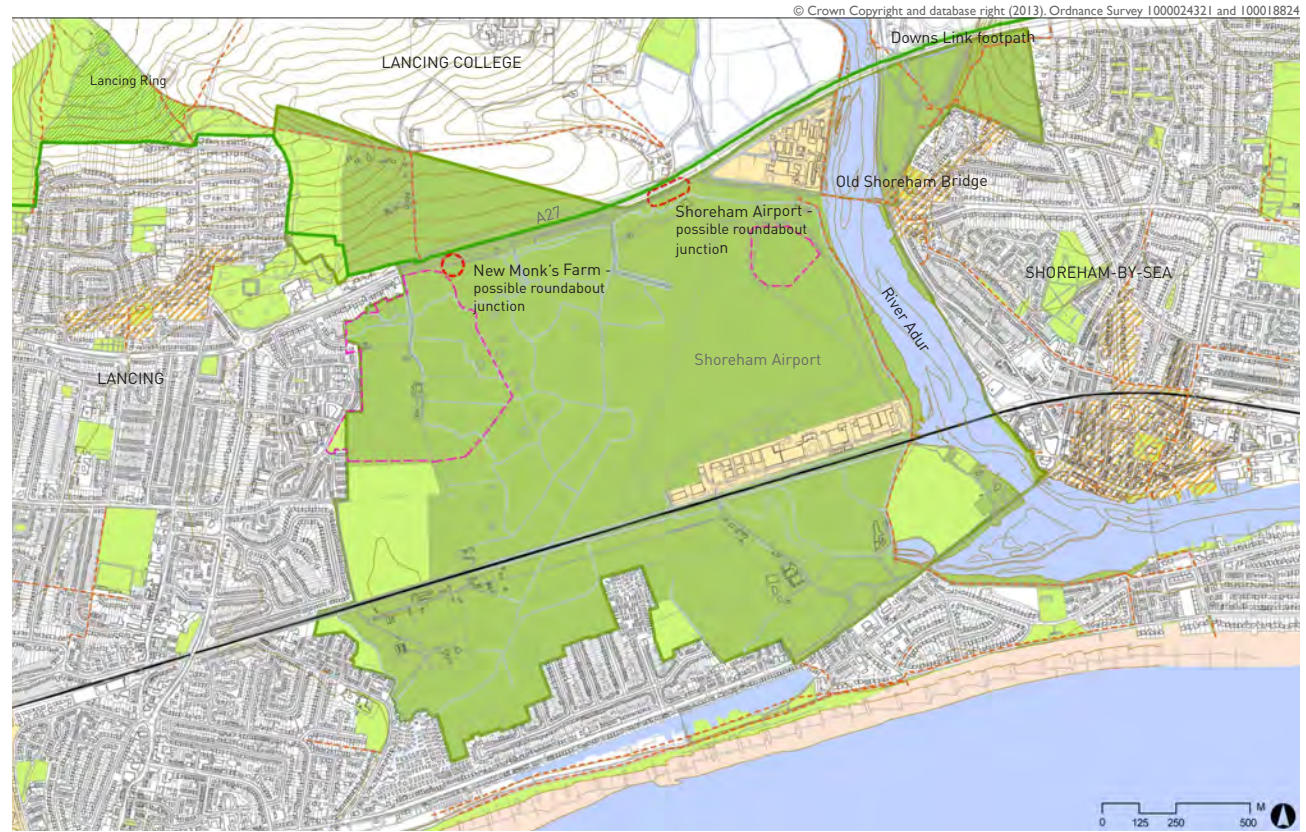 © Crown Copyright and database right (2013). Ordnance Survey 100024321 and 100018824
Downs Link footpath
LANCING COLLEGE
Lancing Ring
Old Shoreham Bridge
A27
Shoreham Airport -
possible roundabout
junction
New Monk's Farm -
possible roundabout
junction
SHOREHAM-BY-SEA
River Adur
Shoreham Airport
LANCING
M
0 125 250 500